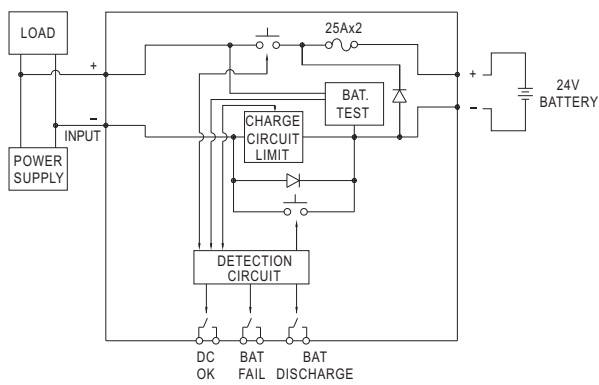 LOAD
25Ax2
+
+
24V
BATTERY
BAT.
TEST
-
-
CHARGE
CIRCUIT
LIMIT
INPUT
POWER
SUPPLY
DETECTION
CIRCUIT
DC
OK
BAT
FAIL
BAT
DISCHARGE